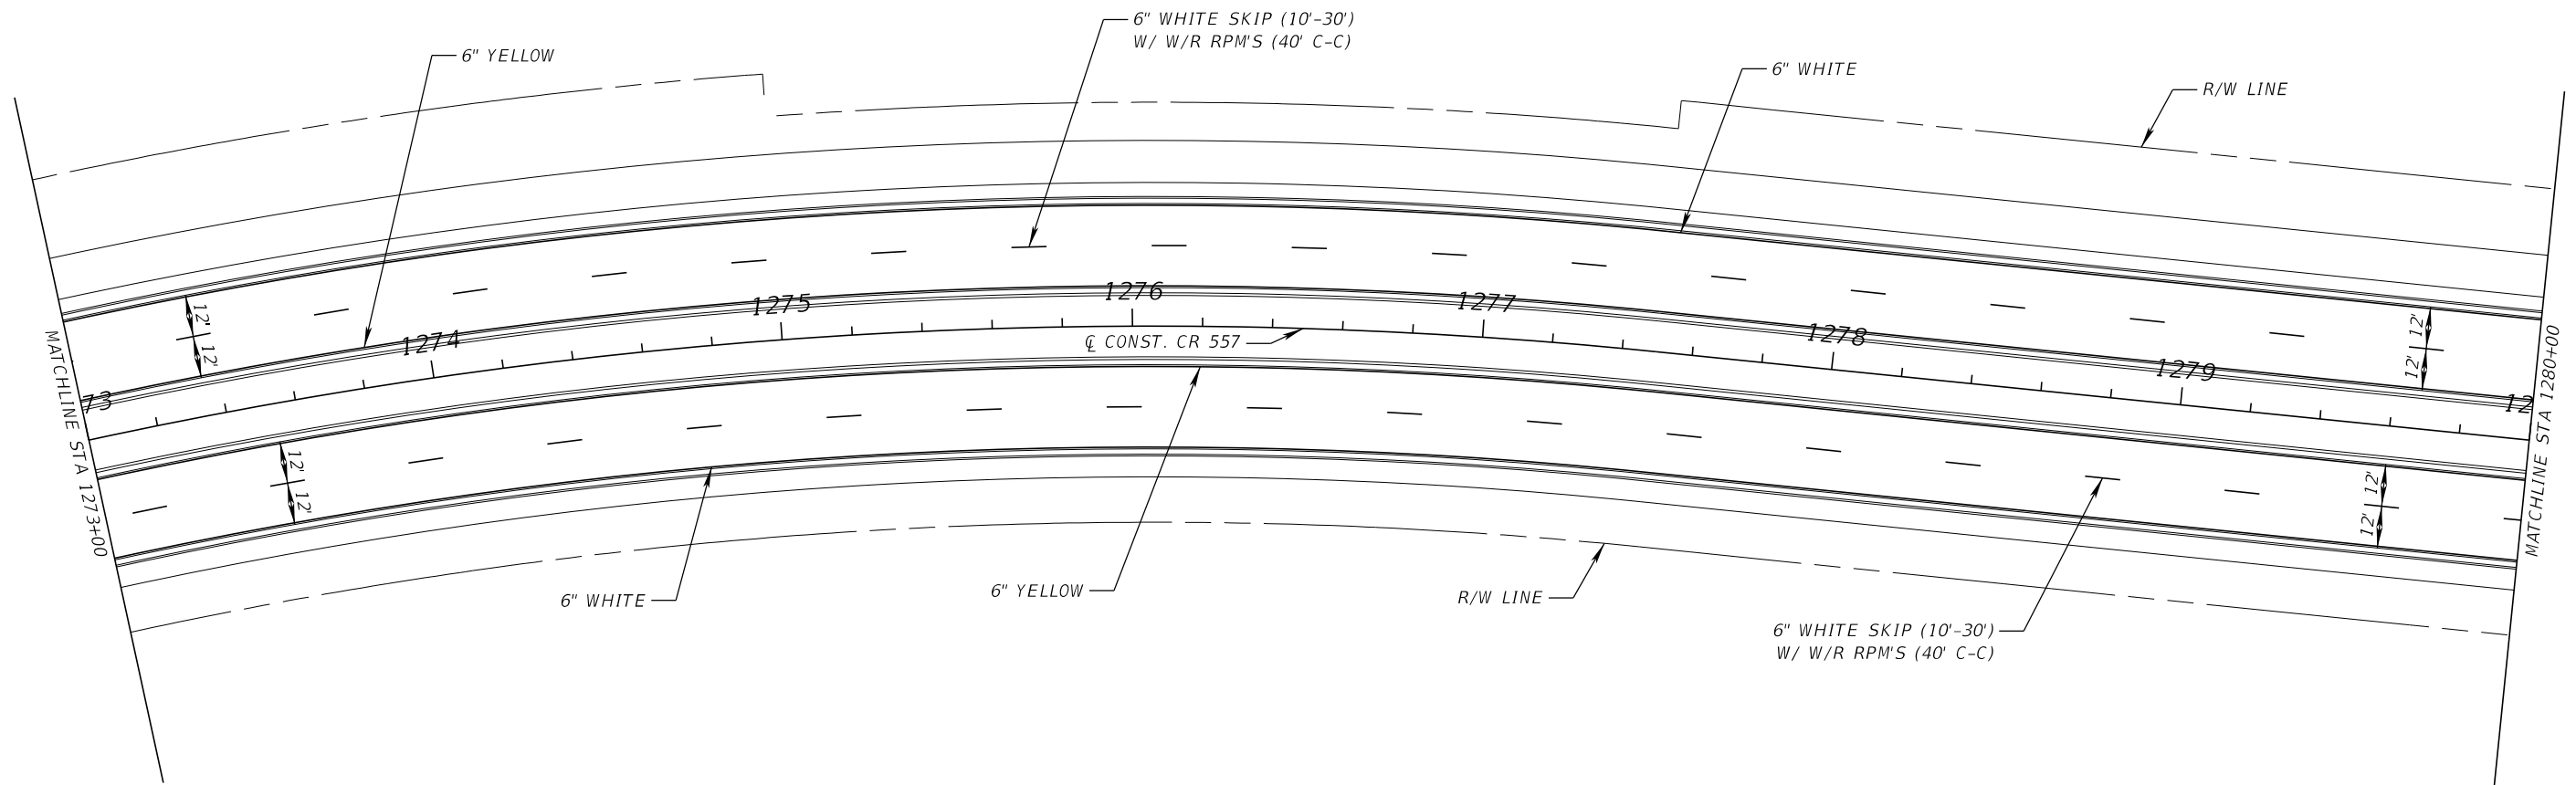 6" WHITE SKIP (10'-30')
W/ W/R RPM'S (40' C-C)
6" YELLOW
6" WHITE
R/W LINE
1276
1275
1277
12'
12'
12'
12'
1274
1278
℄ CONST. CR 557
1279
73
12
MATCHLINE STA 1273+00
MATCHLINE STA 1280+00
12'
12'
12'
12'
6" WHITE
6" YELLOW
R/W LINE
6" WHITE SKIP (10'-30')
W/ W/R RPM'S (40' C-C)